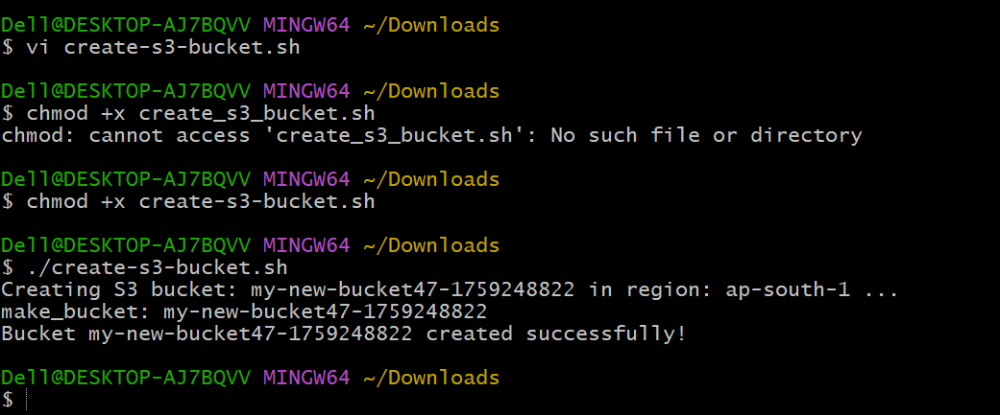 Dell@DESKTOP-AJ7BQVV MINGW64 ~/Downloads
$ vi create-s3-bucket.sh
Dell@DESKTOP-AJ7BQVV MINGW64 ~/Downloads
$ chmod +x create_s3_bucket.sh
chmod: cannot access 'create_s3_bucket.sh': No such file or directory
Dell@DESKTOP-AJ7BQVV MINGW64 ~/Downloads
$ chmod +x create-s3-bucket.sh
Dell@DESKTOP-AJ7BQVV MINGW64 ~/Downloads
$ ./create-s3-bucket.sh
Creating S3 bucket: my-new-bucket47-1759248822 in region: ap-south-1 ...
make_bucket: my-new-bucket47-1759248822
Bucket my-new-bucket47-1759248822 created successfully!
Dell@DESKTOP-AJ7BQVV MINGW64 ~/Downloads
$